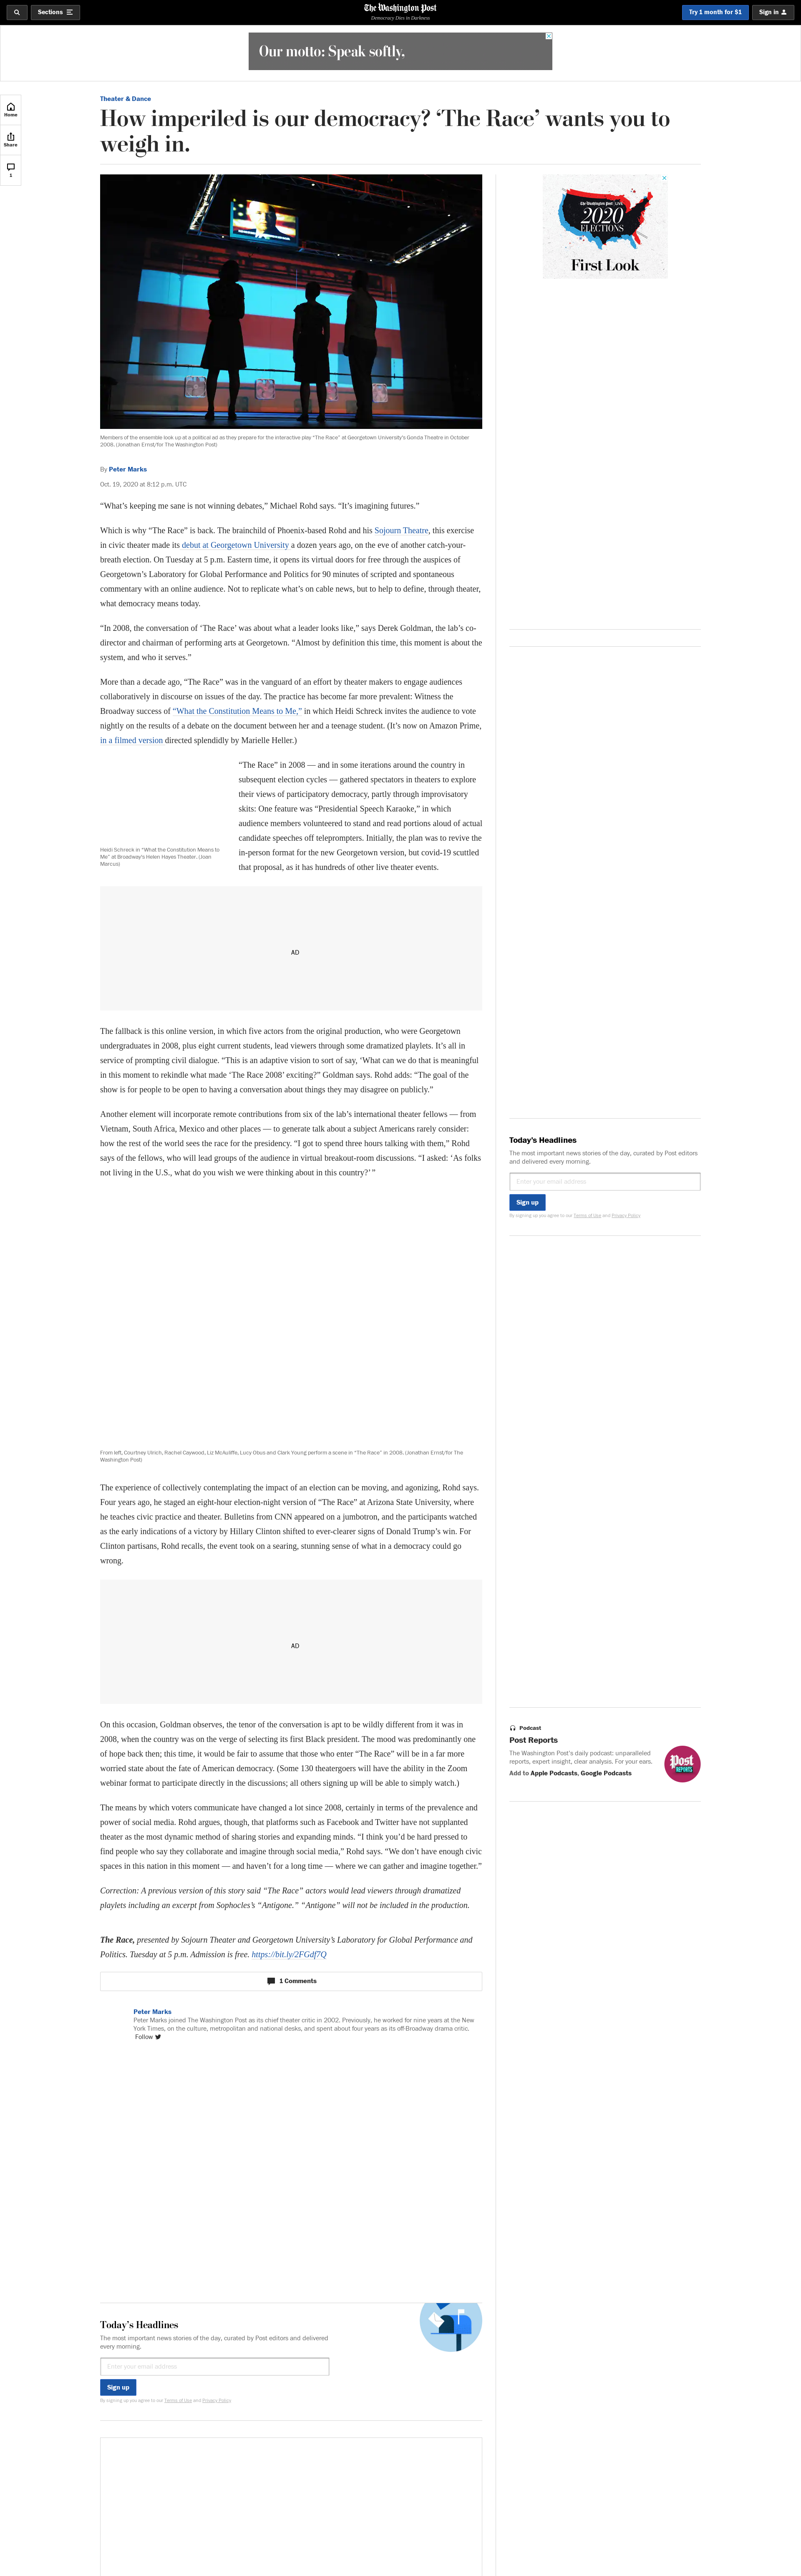 Sections
The Washington Post
Democracy Dies in Darkness
Try 1 month for $1
Sign in
Our motto: Speak softly,
Home
Share
1
Theater & Dance
How imperiled is our democracy? ‘The Race’ wants you to
weigh in.
The Washington Post LIVE
2020
ELECTIONS
First Look
Members of the ensemble look up at a political ad as they prepare for the interactive play “The Race” at Georgetown University's Gonda Theatre in October
2008. (Jonathan Ernst/for The Washington Post)
By Peter Marks
Oct. 19, 2020 at 8:12 p.m. UTC
“What’s keeping me sane is not winning debates,” Michael Rohd says. “It’s imagining futures.”
Which is why “The Race” is back. The brainchild of Phoenix-based Rohd and his Sojourn Theatre, this exercise
in civic theater made its debut at Georgetown University a dozen years ago, on the eve of another catch-your-
breath election. On Tuesday at 5 p.m. Eastern time, it opens its virtual doors for free through the auspices of
Georgetown’s Laboratory for Global Performance and Politics for 90 minutes of scripted and spontaneous
commentary with an online audience. Not to replicate what’s on cable news, but to help to define, through theater,
what democracy means today.
“In 2008, the conversation of ‘The Race’ was about what a leader looks like,” says Derek Goldman, the lab’s co-
director and chairman of performing arts at Georgetown. “Almost by definition this time, this moment is about the
system, and who it serves.”
More than a decade ago, “The Race” was in the vanguard of an effort by theater makers to engage audiences
collaboratively in discourse on issues of the day. The practice has become far more prevalent: Witness the
Broadway success of “What the Constitution Means to Me,” in which Heidi Schreck invites the audience to vote
nightly on the results of a debate on the document between her and a teenage student. (It’s now on Amazon Prime,
in a filmed version directed splendidly by Marielle Heller.)
“The Race” in 2008 — and in some iterations around the country in
subsequent election cycles — gathered spectators in theaters to explore
their views of participatory democracy, partly through improvisatory
skits: One feature was “Presidential Speech Karaoke,” in which
audience members volunteered to stand and read portions aloud of actual
candidate speeches off teleprompters. Initially, the plan was to revive the
in-person format for the new Georgetown version, but covid-19 scuttled
that proposal, as it has hundreds of other live theater events.
Heidi Schreck in “What the Constitution Means to
Me” at Broadway's Helen Hayes Theater. (Joan
Marcus)
AD
The fallback is this online version, in which five actors from the original production, who were Georgetown
undergraduates in 2008, plus eight current students, lead viewers through some dramatized playlets. It’s all in
service of prompting civil dialogue. “This is an adaptive vision to sort of say, ‘What can we do that is meaningful
in this moment to rekindle what made ‘The Race 2008’ exciting?” Goldman says. Rohd adds: “The goal of the
show is for people to be open to having a conversation about things they may disagree on publicly.”
Another element will incorporate remote contributions from six of the lab’s international theater fellows — from
Vietnam, South Africa, Mexico and other places — to generate talk about a subject Americans rarely consider:
how the rest of the world sees the race for the presidency. “I got to spend three hours talking with them,” Rohd
says of the fellows, who will lead groups of the audience in virtual breakout-room discussions. “I asked: ‘As folks
not living in the U.S., what do you wish we were thinking about in this country?’ ”
Today's Headlines
The most important news stories of the day, curated by Post editors
and delivered every morning.
Enter your email address
Sign up
By signing up you agree to our Terms of Use and Privacy Policy
From left, Courtney Ulrich, Rachel Caywood, Liz McAuliffe, Lucy Obus and Clark Young perform a scene in “The Race” in 2008. (Jonathan Ernst/for The
Washington Post)
The experience of collectively contemplating the impact of an election can be moving, and agonizing, Rohd says.
Four years ago, he staged an eight-hour election-night version of “The Race” at Arizona State University, where
he teaches civic practice and theater. Bulletins from CNN appeared on a jumbotron, and the participants watched
as the early indications of a victory by Hillary Clinton shifted to ever-clearer signs of Donald Trump’s win. For
Clinton partisans, Rohd recalls, the event took on a searing, stunning sense of what in a democracy could go
wrong.
AD
On this occasion, Goldman observes, the tenor of the conversation is apt to be wildly different from it was in
2008, when the country was on the verge of selecting its first Black president. The mood was predominantly one
of hope back then; this time, it would be fair to assume that those who enter “The Race” will be in a far more
worried state about the fate of American democracy. (Some 130 theatergoers will have the ability in the Zoom
webinar format to participate directly in the discussions; all others signing up will be able to simply watch.)
Podcast
Post Reports
The Washington Post's daily podcast: unparalleled
reports, expert insight, clear analysis. For your ears.
Add to Apple Podcasts, Google Podcasts
Post
REPORTS
The means by which voters communicate have changed a lot since 2008, certainly in terms of the prevalence and
power of social media. Rohd argues, though, that platforms such as Facebook and Twitter have not supplanted
theater as the most dynamic method of sharing stories and expanding minds. “I think you’d be hard pressed to
find people who say they collaborate and imagine through social media,” Rohd says. “We don’t have enough civic
spaces in this nation in this moment — and haven’t for a long time — where we can gather and imagine together.”
Correction: A previous version of this story said “The Race” actors would lead viewers through dramatized
playlets including an excerpt from Sophocles’s “Antigone.” “Antigone” will not be included in the production.
The Race, presented by Sojourn Theater and Georgetown University’s Laboratory for Global Performance and
Politics. Tuesday at 5 p.m. Admission is free. https://bit.ly/2FGdf7Q
1 Comments
Peter Marks
Peter Marks joined The Washington Post as its chief theater critic in 2002. Previously, he worked for nine years at the New
York Times, on the culture, metropolitan and national desks, and spent about four years as its off-Broadway drama critic.
Follow
Today's Headlines
The most important news stories of the day, curated by Post editors and delivered
every morning.
Enter your email address
Sign up
By signing up you agree to our Terms of Use and Privacy Policy